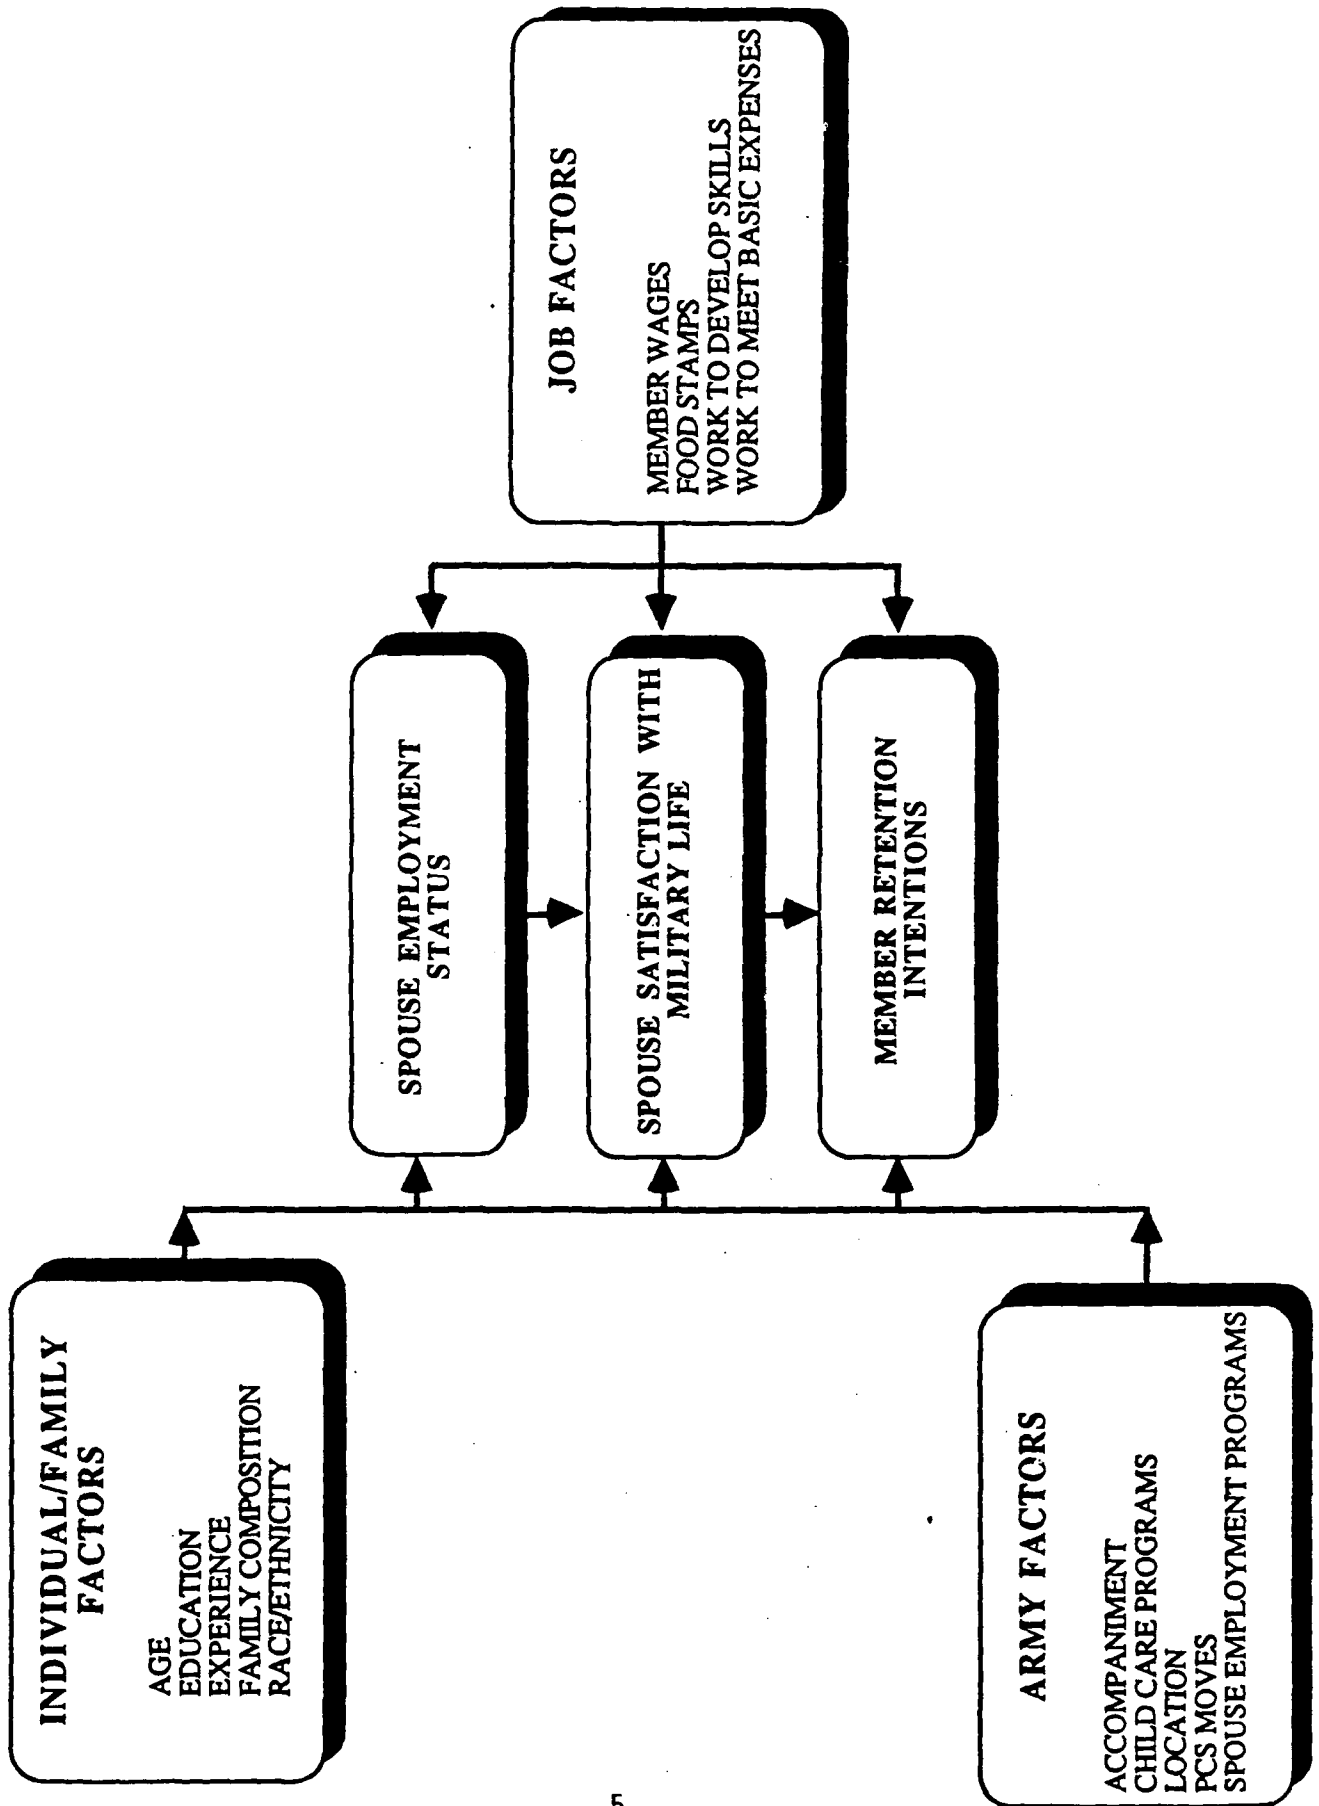 INDIVIDUAL/FAMILY
FACTORS
AGE
EDUCATION
EXPERIENCE
FAMILY COMPOSITION
RACE/ETHNICITY
ARMY FACTORS
ACCOMPANIMENT
CHILD CARE PROGRAMS
LOCATION
PCS MOVES
SPOUSE EMPLOYMENT PROGRAMS
SPOUSE EMPLOYMENT
STATUS
SPOUSE SATISFACTION WITH
MILITARY LIFE
MEMBER RETENTION
INTENTIONS
JOB FACTORS
MEMBER WAGES
FOOD STAMPS
WORK TO DEVELOP SKILLS
WORK TO MEET BASIC EXPENSES
5